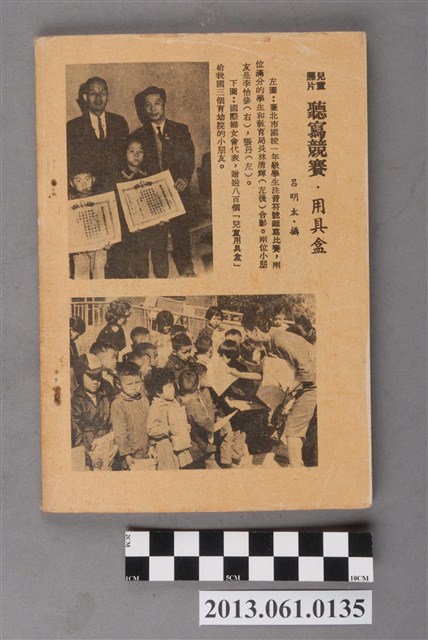 兒童
照片
聽寫競賽・用具盒
呂明太・攝
左圖：臺北市國校一年級學生注音符號聽寫比賽，兩
位滿分的學生和教育局長林清輝（左後）合影。兩位小朋
友是李怡參（右），張丹（左）。
下圖：國際婦女會代表，贈送八百個「兒童用具盒」
給我國三個育幼院的小朋友。
2CM
1CM
5CM
10CM
2013.061.0135